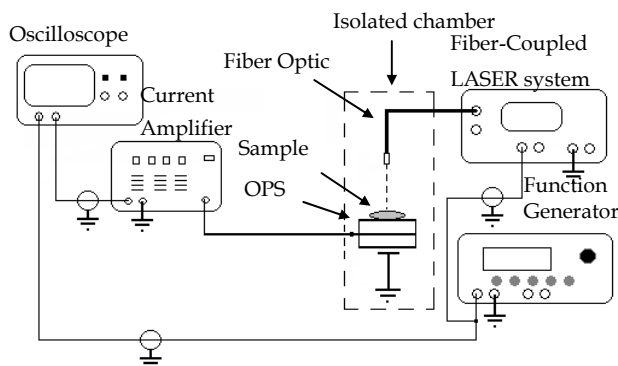 Isolated chamber
Oscilloscope
Fiber-Coupled
LASER system
Fiber Optic
Current
Amplifier
Sample
OPS
Function
Generator